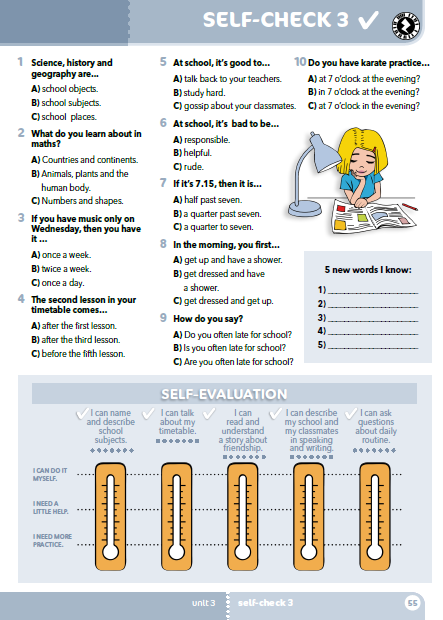 SELF-CHECK 3
1 Science, history and
geography are...
A) school objects.
B) school subjects.
C) school places.
2 What do you learn about in
maths?
A) Countries and continents.
B) Animals, plants and the
human body.
C) Numbers and shapes.
3 If you have music only on
Wednesday, then you have
it ...
A) once a week.
B) twice a week.
C) once a day.
4 The second lesson in your
timetable comes...
A) after the first lesson.
B) after the third lesson.
C) before the fifth lesson.
5 At school, it's good to...
A) talk back to your teachers.
B) study hard.
C) gossip about your classmates.
6 At school, it's bad to be...
A) responsible.
B) helpful.
C) rude.
7 If it's 7.15, then it is...
A) half past seven.
B) a quarter past seven.
C) a quarter to seven.
8 In the morning, you first...
A) get up and have a shower.
B) get dressed and have
a shower.
C) get dressed and get up.
9 How do you say?
A) Do you often late for school?
B) Is you often late for school?
C) Are you often late for school?
10 Do you have karate practice...
A) at 7 o'clock at the evening?
B) in 7 o'clock at the evening?
C) at 7 o'clock in the evening?
5 new words I know:
1)
2)
3)
4)
5)
SELF-EVALUATION
I can name
and describe
school
subjects.
I can talk
about my
timetable.
I can
read and
understand
a story about
friendship.
I can describe
my school and
my classmates
in speaking
and writing.
I can ask
questions
about daily
routine.
I CAN DO IT
MYSELF.
I NEED A
LITTLE HELP.
I NEED MORE
PRACTICE.
unit 3
self-check 3
55